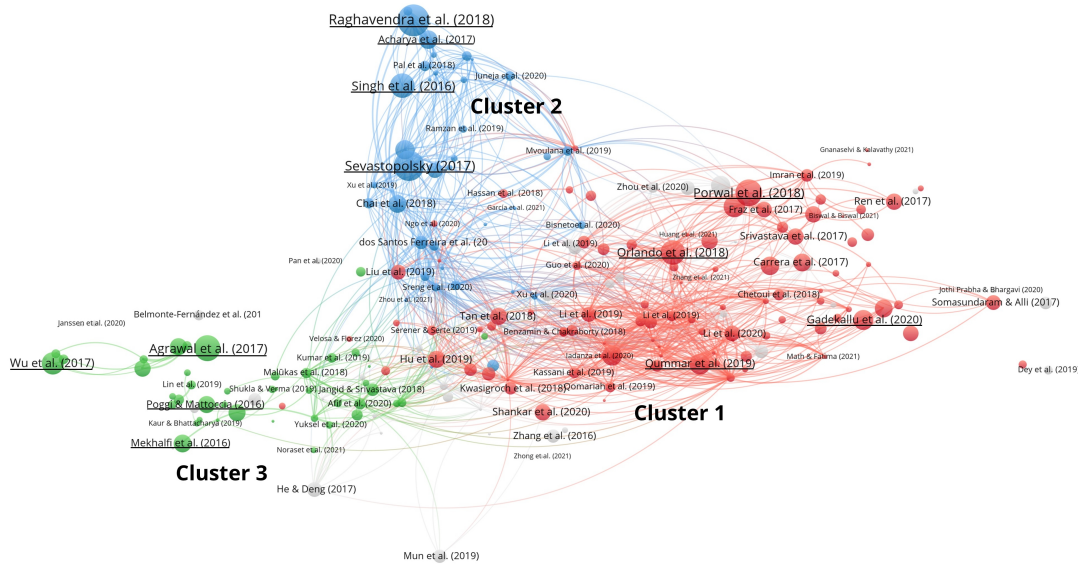 Raghavendra et al. (2018)
Acharya et al. (2017)
Pal et al. (2018)
Juneja et al. (2020)
Singh et al. (2016)
Cluster 2
Ramzan et al. (2019)
Mvoulana et al. (2019)
Gnanaselvi & Kalavathy (2021)
Sevastopolsky (2017)
Imran et al. (2019)
Xu et al. (2019)
Zhou et al. (2020)
Hassan et al. (2018)
Porwal et al. (2018)
Chai et al. (2018)
Ren et al. (2017)
Garcia et al. (2021)
Fraz et al. (2017)
Biswal & Biswal (2021)
Ngo et al. (2020)
Bisneto et al. (2020)
Huang et al. (2021)
Srivastava et al. (2017)
dos Santos Ferreira et al. (20
Li et al. (2019)
Orlando et al. (2018)
Pan et al. (2020)
Guo et al. (2020)
Carrera et al. (2017)
Liu et al. (2019)
Zhang et al. (2021)
Sreng et al. (2020)
Jothi Prabha & Bhargavi (2020)
Zhou et al. (2021)
Xu et al. (2020)
Chetoui et al. (2018)
Somasundaram & Alli (2017)
Belmonte-Fernández et al. (201
Tan et al. (2018)
Li et al. (2019)
Li et al. (2019)
Gadekallu et al. (2020)
Janssen et al. (2020)
Serener & Serte (2019)
Benzamin & Chakraborty (2018)
Li et al. (2020)
Velosa & Florez (2020)
Agrawal et al. (2017)
Kumar et al. (2019)
Hu et al. (2019)
Iadanza et al. (2020)
Math & Fatima (2021)
Wu et al. (2017)
Qummar et al. (2019)
Dey et al. (2019)
Malūkas et al. (2018)
Kassani et al. (2019)
Lin et al. (2019)
Shukla & Verma (2019)
Jangid & Srivastava (2018)
Kwasigroch et al. (2018)
Qomariah et al. (2019)
Poggi & Mattoccia (2016)
Afif et al. (2020)
Shankar et al. (2020)
Cluster 1
Kaur & Bhattacharya (2019)
Yuksel et al. (2020)
Zhang et al. (2016)
Mekhalfi et al. (2016)
Noraset et al. (2021)
Zhong et al. (2021)
Cluster 3
He & Deng (2017)
Mun et al. (2019)